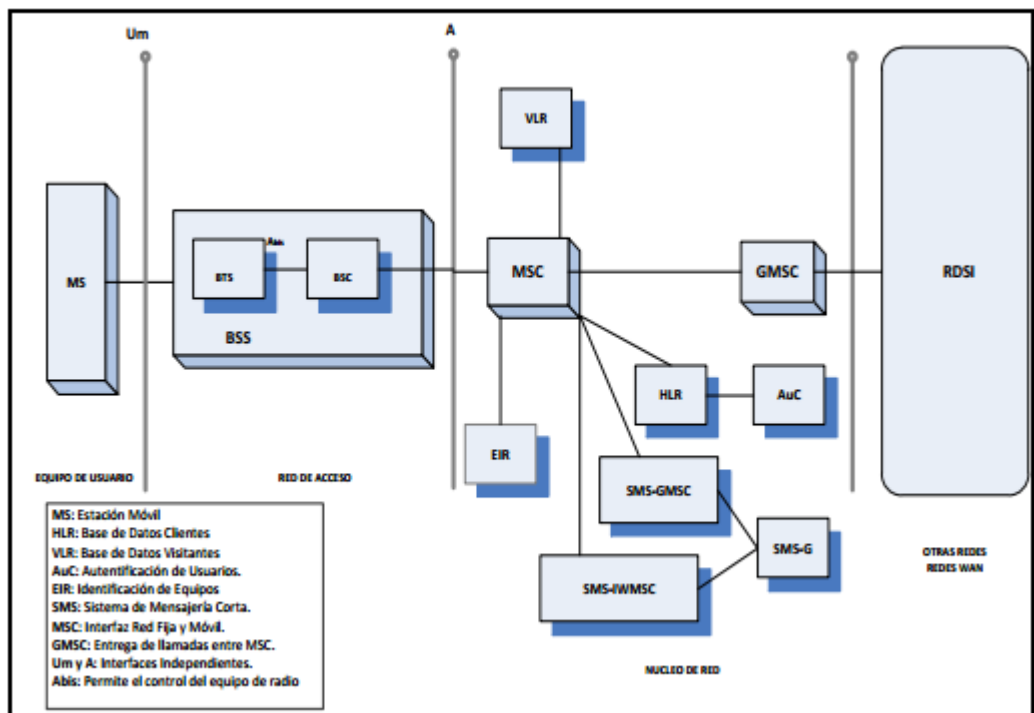 Um
A
VLR
MS
BTS
Abis
BSC
BSS
MSC
GMSC
RDSI
HLR
AuC
EIR
SMS-GMSC
SMS-G
SMS-IWMSC
EQUIPO DE USUARIO
RED DE ACCESO
NUCLEO DE RED
OTRAS REDES
REDES WAN
MS: Estación Móvil
HLR: Base de Datos Clientes
VLR: Base de Datos Visitantes
AuC: Autentificación de Usuarios.
EIR: Identificación de Equipos
SMS: Sistema de Mensajería Corta.
MSC: Interfaz Red Fija y Móvil.
GMSC: Entrega de llamadas entre MSC.
Um y A: Interfaces Independientes.
Abis: Permite el control del equipo de radio